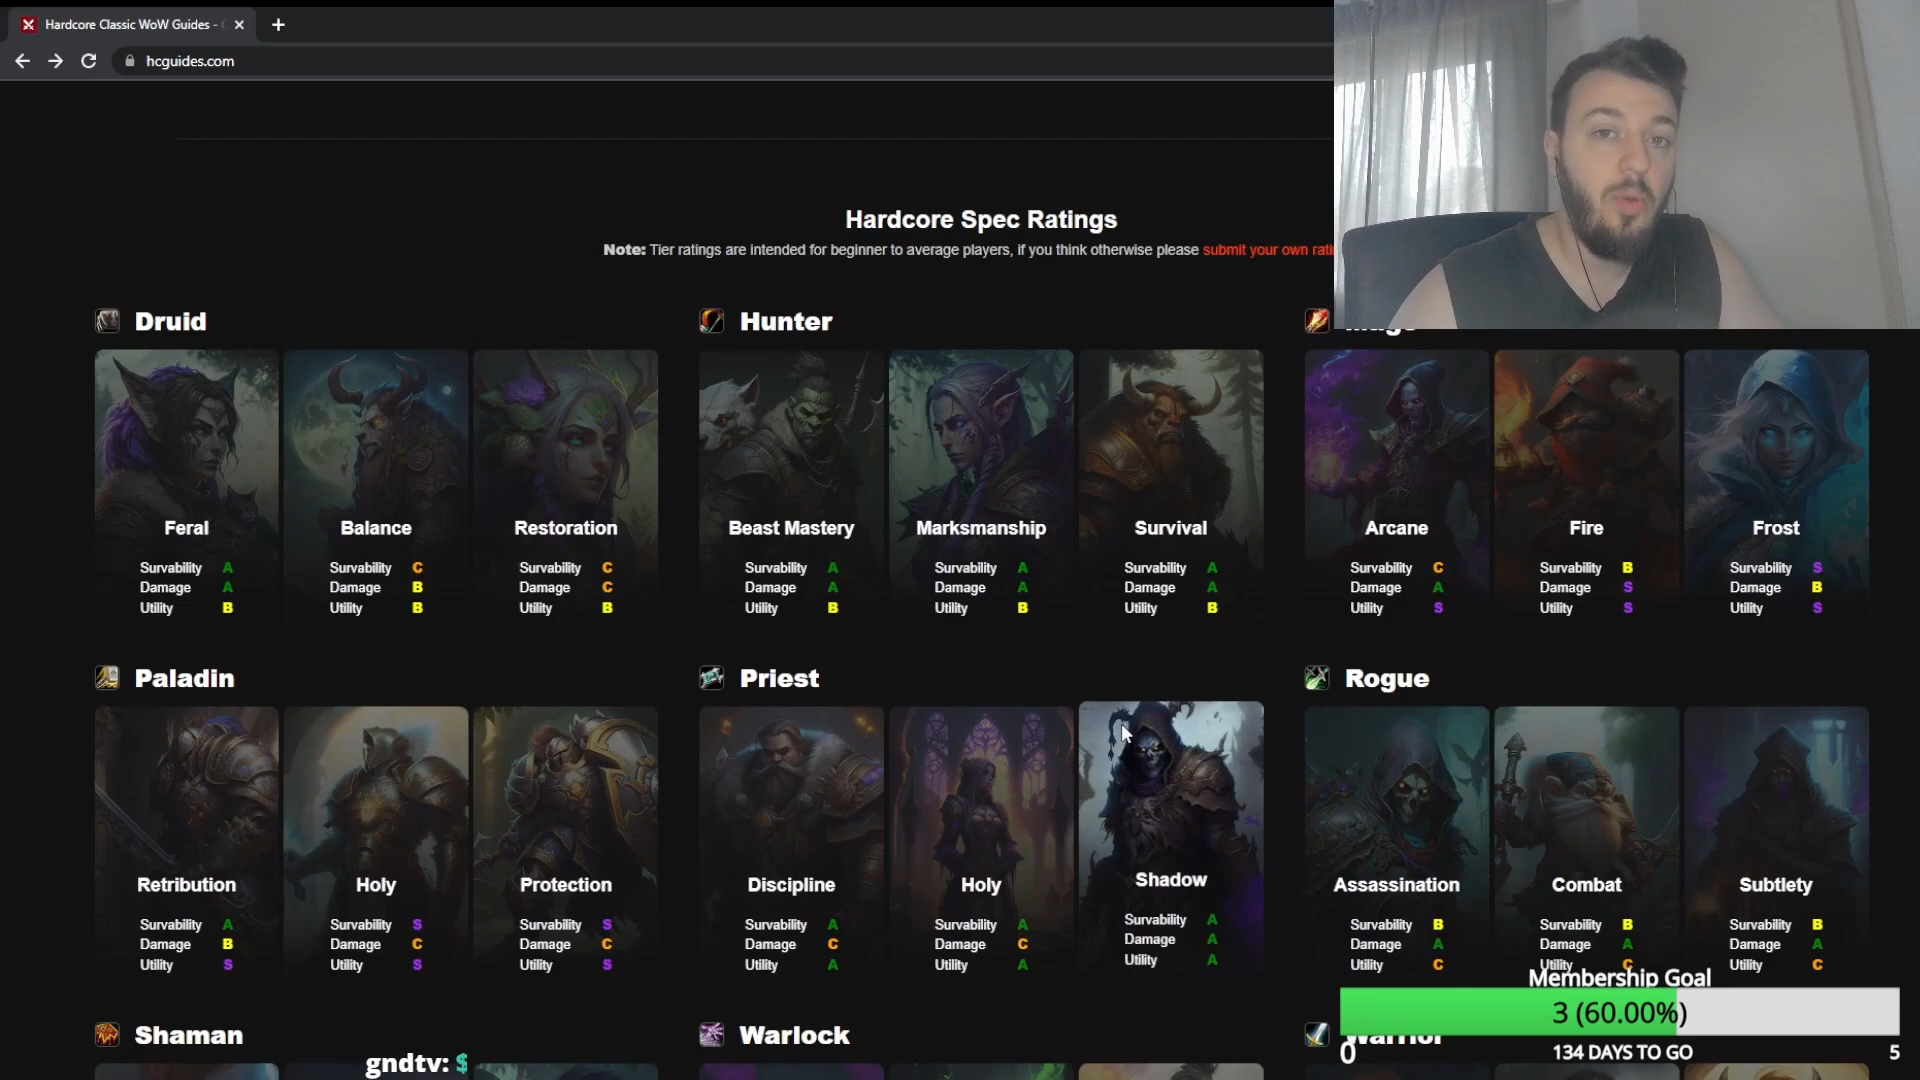 Hardcore Classic WoW Guides -
hcguides.com
Hardcore Spec Ratings
Note: Tier ratings are intended for beginner to average players, if you think otherwise please submit your own rati
Druid
Hunter
Feral
Balance
Restoration
Beast Mastery
Marksmanship
Survival
Arcane
Fire
Frost
Survability A
Survability C
Survability C
Survability A
Survability A
Survability A
Survability C
Survability B
Survability S
Damage A
Damage B
Damage C
Damage A
Damage A
Damage A
Damage A
Damage S
Damage B
Utility B
Utility B
Utility B
Utility B
Utility B
Utility B
Utility S
Utility S
Utility S
Paladin
Priest
Rogue
Retribution
Holy
Protection
Discipline
Holy
Shadow
Assassination
Combat
Subtlety
Survability A
Survability S
Survability S
Survability A
Survability A
Survability A
Survability B
Survability B
Survability B
Damage B
Damage C
Damage C
Damage C
Damage C
Damage A
Damage A
Damage A
Damage A
Utility S
Utility S
Utility S
Utility A
Utility A
Utility A
Utility C
Utility C
Utility C
Membership Goal
3 (60.00%)
0
134 DAYS TO GO
5
Shaman
Warlock
Warrior
gndtv: $